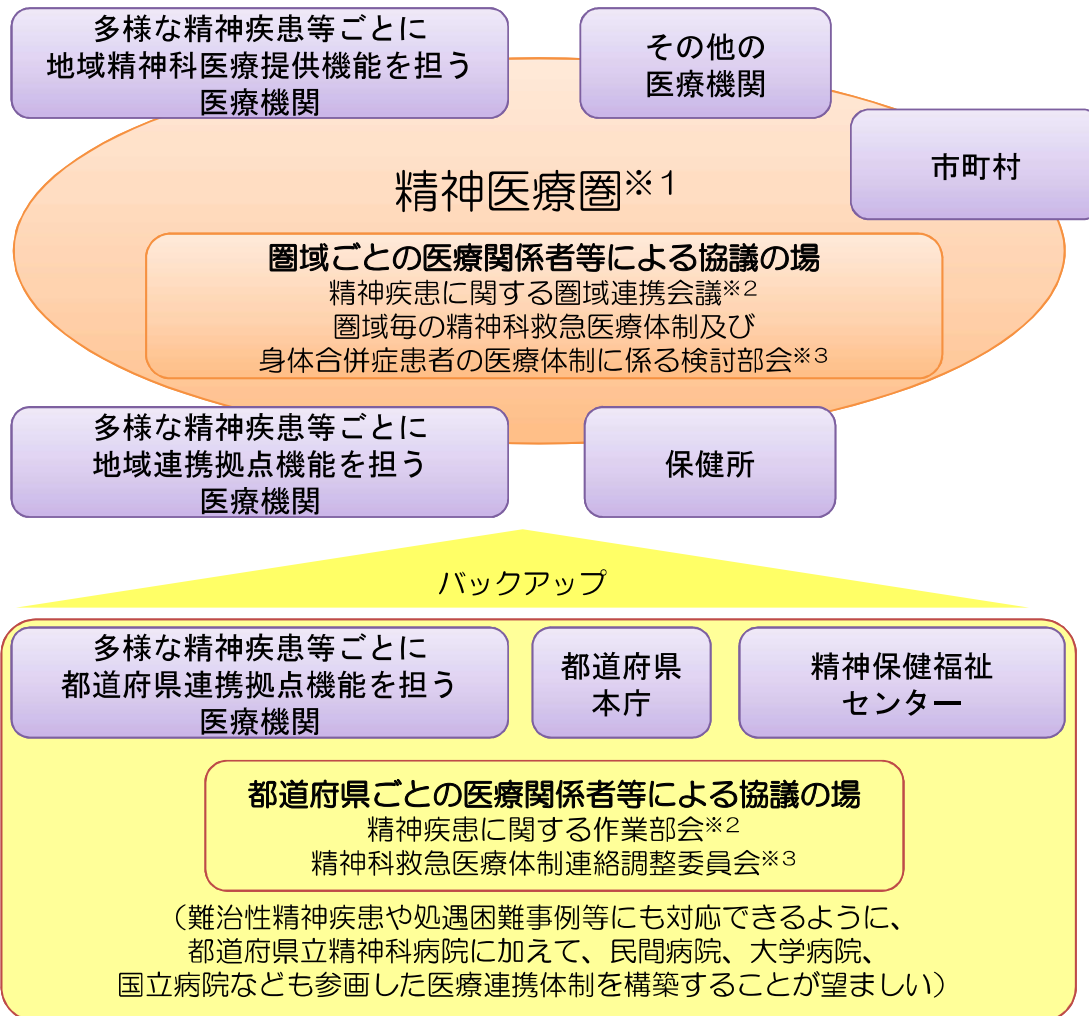 多様な精神疾患等ごとに
地域精神科医療提供機能を担う
医療機関
その他の
医療機関
市町村
精神医療圏※1
圏域ごとの医療関係者等による協議の場
精神疾患に関する圏域連携会議※2
圏域毎の精神科救急医療体制及び
身体合併症患者の医療体制に係る検討部会※3
多様な精神疾患等ごとに
地域連携拠点機能を担う
医療機関
保健所
バックアップ
多様な精神疾患等ごとに
都道府県連携拠点機能を担う
医療機関
都道府県
本庁
精神保健福祉
センター
都道府県ごとの医療関係者等による協議の場
精神疾患に関する作業部会※2
精神科救急医療体制連絡調整委員会※3
（難治性精神疾患や処遇困難事例等にも対応できるように、
都道府県立精神科病院に加えて、民間病院、大学病院、
国立病院なども参画した医療連携体制を構築することが望ましい）